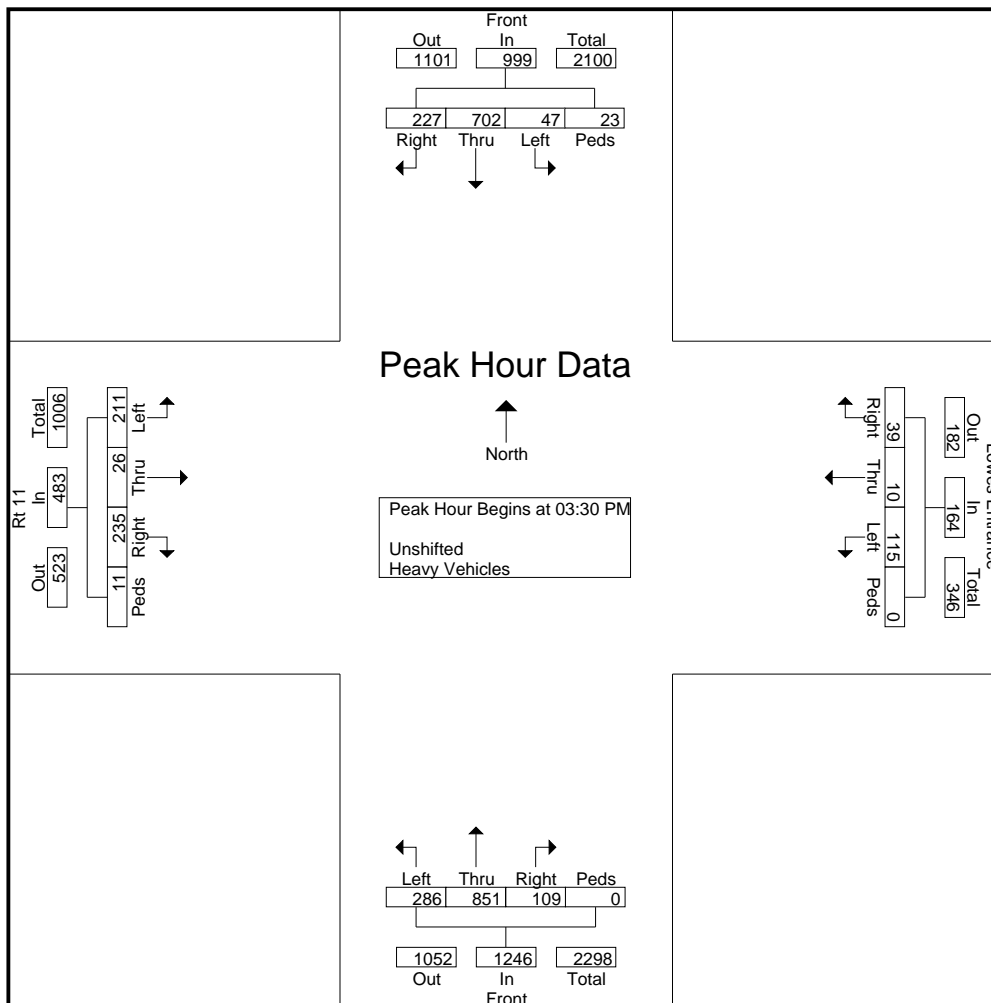 Front
Out In Total
1101 999 2100
227 702 47 23
Right Thru Left Peds
Peak Hour Data
North
Peak Hour Begins at 03:30 PM
Unshifted
Heavy Vehicles
Rt 11
Out In Total
523 483 1006
11 235 26 211
Peds Right Thru Left
Out In Total
182 164 346
39 10 115 0
Right Thru Left Peds
Left Thru Right Peds
286 851 109 0
1052 1246 2298
Out In Total
Front